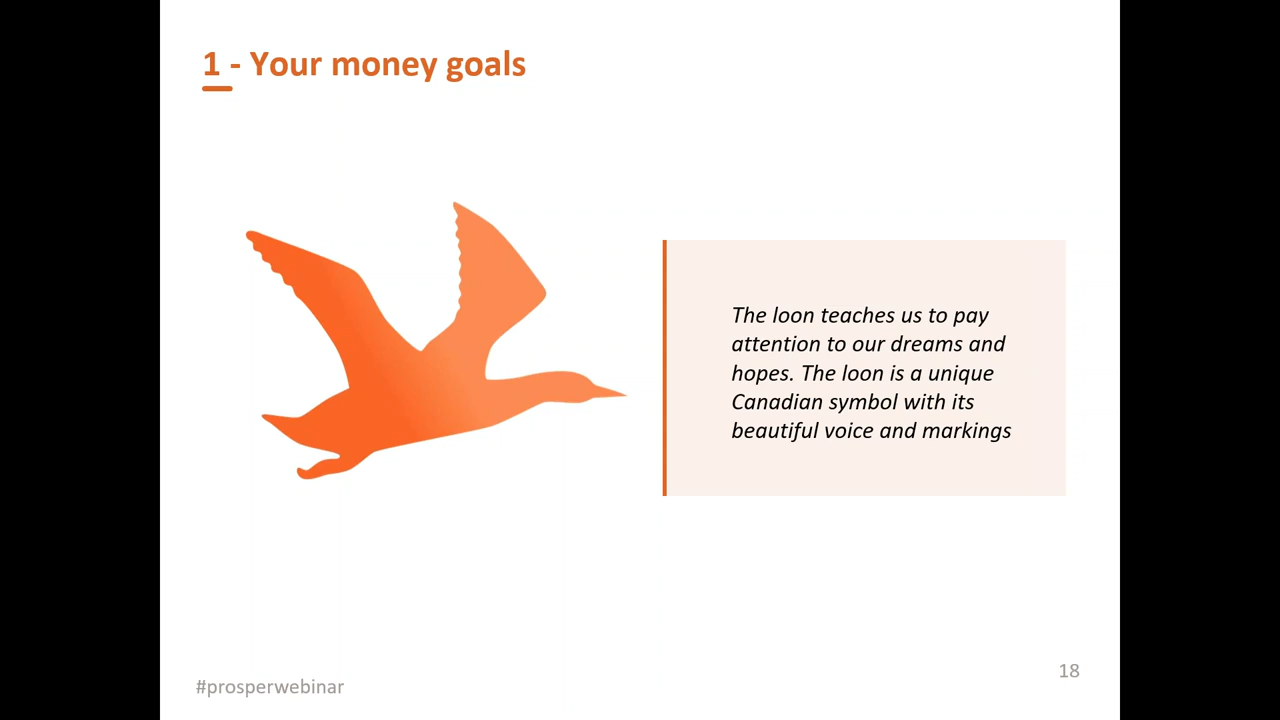 1 - Your money goals
The loon teaches us to pay
attention to our dreams and
hopes. The loon is a unique
Canadian symbol with its
beautiful voice and markings
#prosperwebinar
18